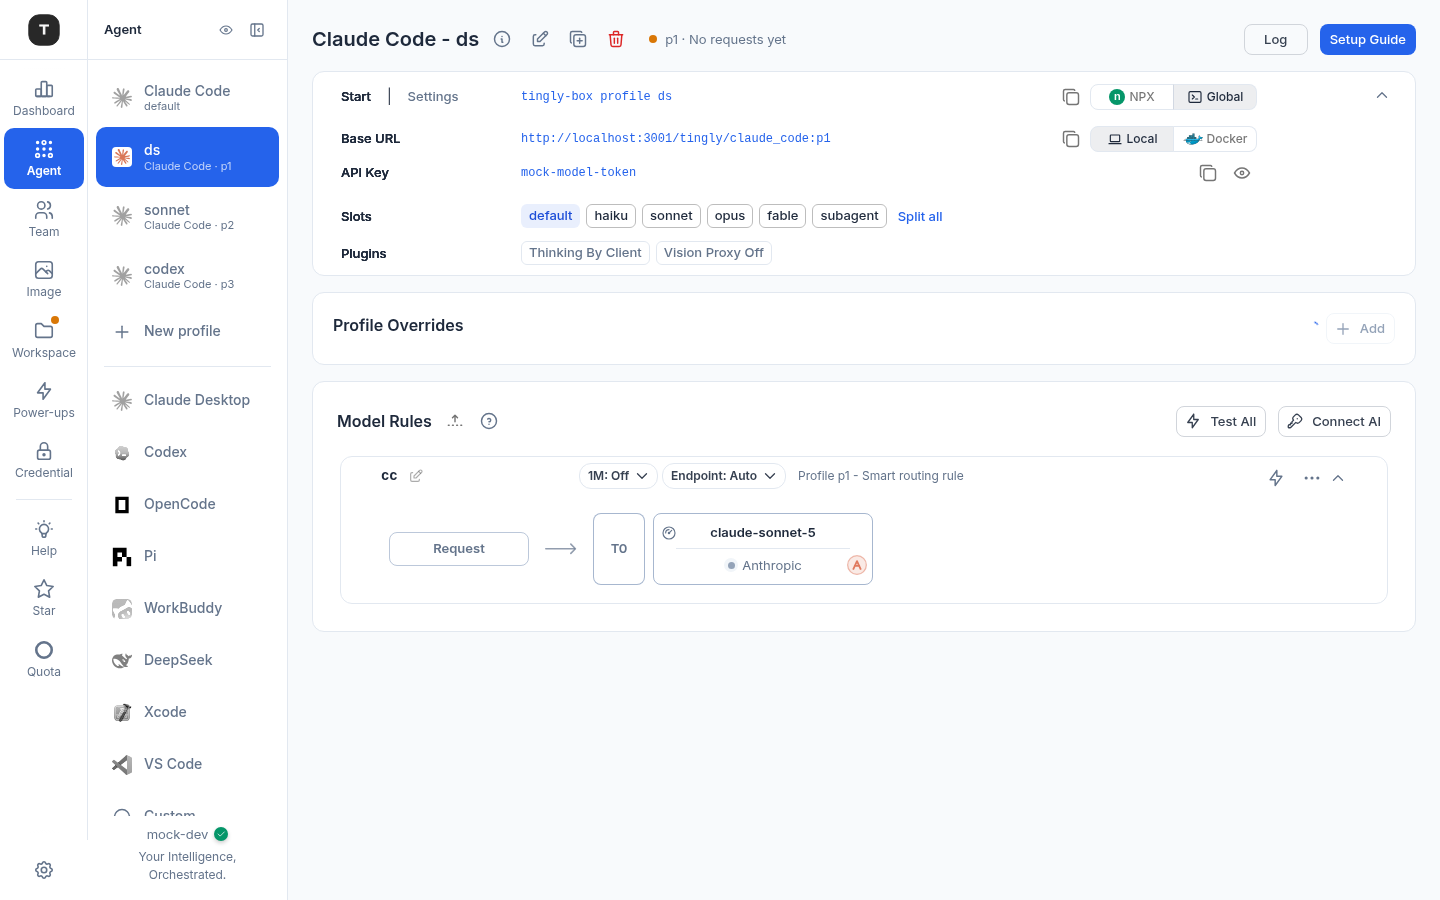 T
Agent
Dashboard
Agent
Team
Image
Workspace
Power-ups
Credential
Help
Star
Quota
Claude Code
default
ds
Claude Code · p1
sonnet
Claude Code · p2
codex
Claude Code · p3
New profile
Claude Desktop
Codex
OpenCode
Pi
WorkBuddy
DeepSeek
Xcode
VS Code
Custom
mock-dev
Your Intelligence,
Orchestrated.
Claude Code - ds
p1 · No requests yet
Log
Setup Guide
Start
Settings
tingly-box profile ds
n NPX
Global
Base URL
http://localhost:3001/tingly/claude_code:p1
Local
Docker
API Key
mock-model-token
Slots
default
haiku
sonnet
opus
fable
subagent
Split all
Plugins
Thinking By Client
Vision Proxy Off
Profile Overrides
Add
Model Rules
Test All
Connect AI
cc
1M: Off
Endpoint: Auto
Profile p1 - Smart routing rule
Request
T0
claude-sonnet-5
Anthropic
A